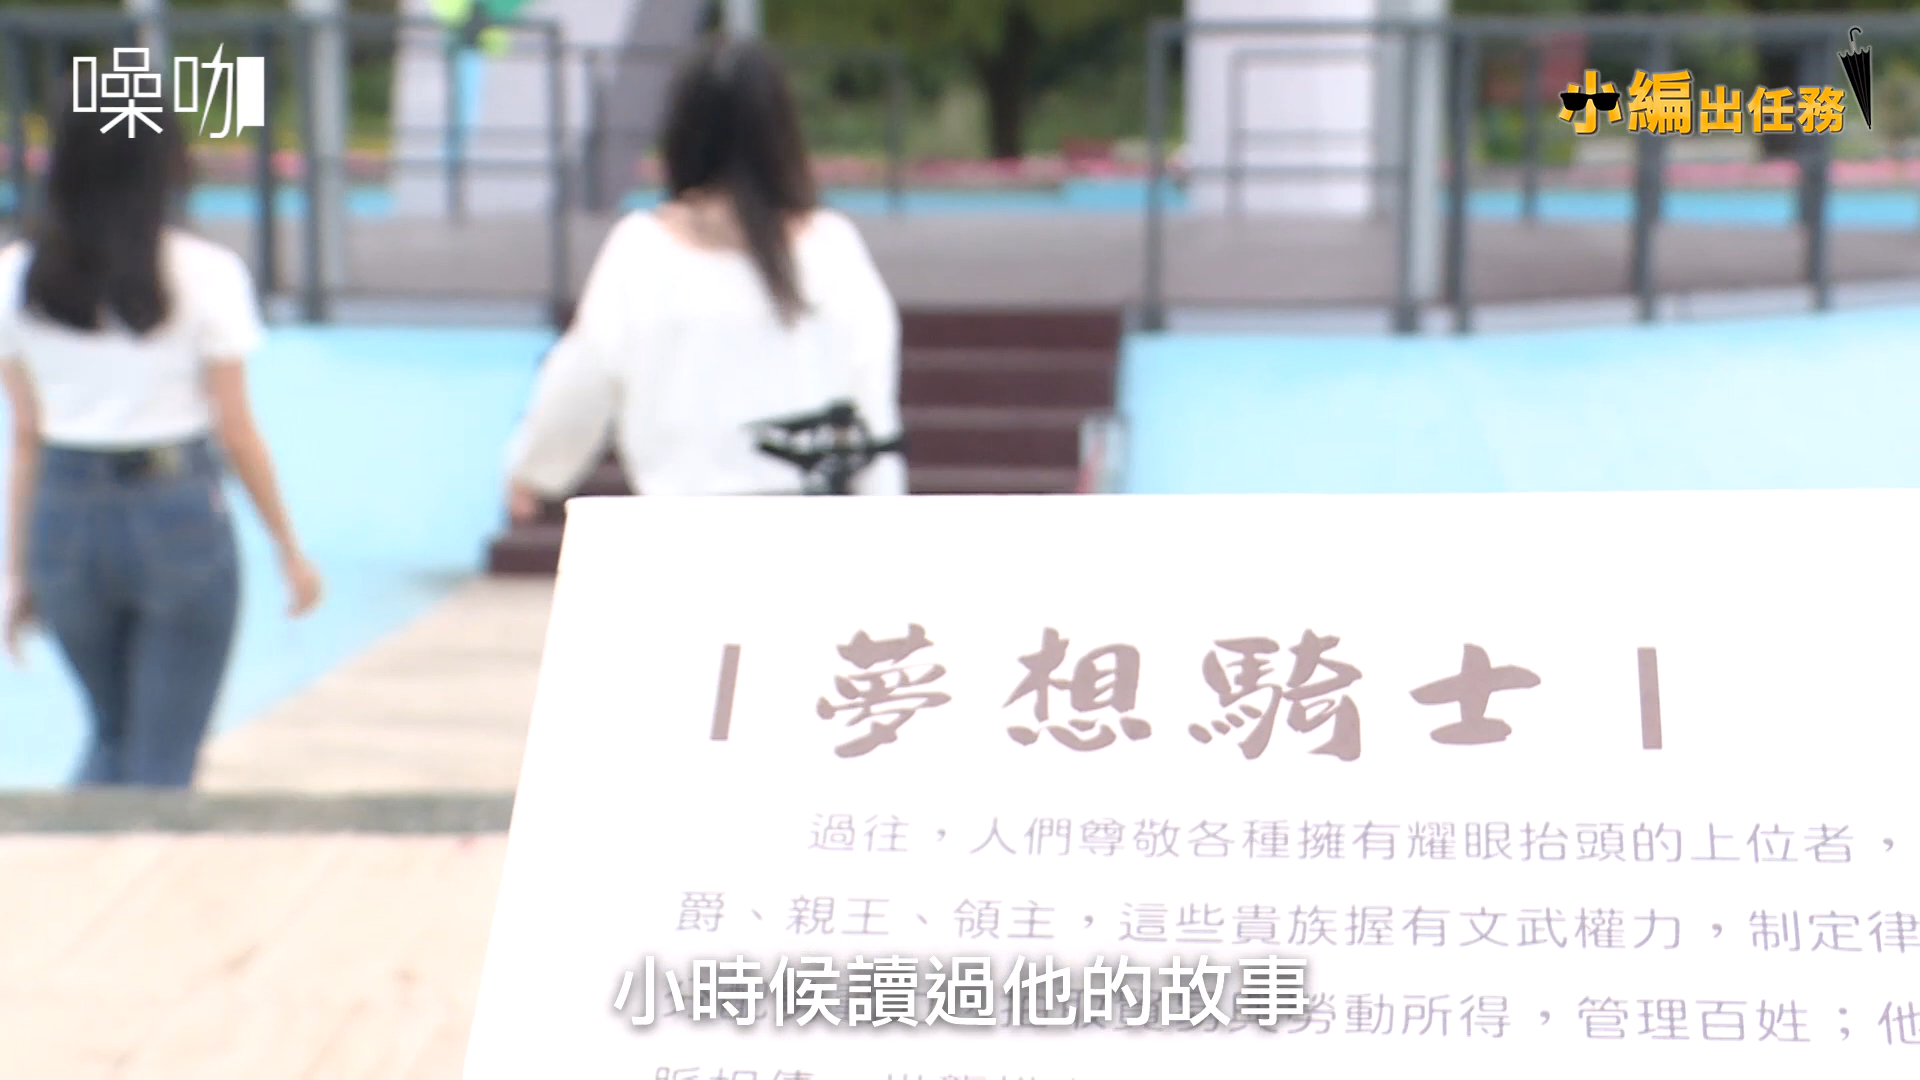 噪咖
小編出任務
夢想騎士
過往，人們尊敬各種擁有耀眼抬頭的上位者，
爵、親王、領主，這些貴族握有文武權力，制定律
勞動所得，管理百姓；他
小時候讀過他的故事